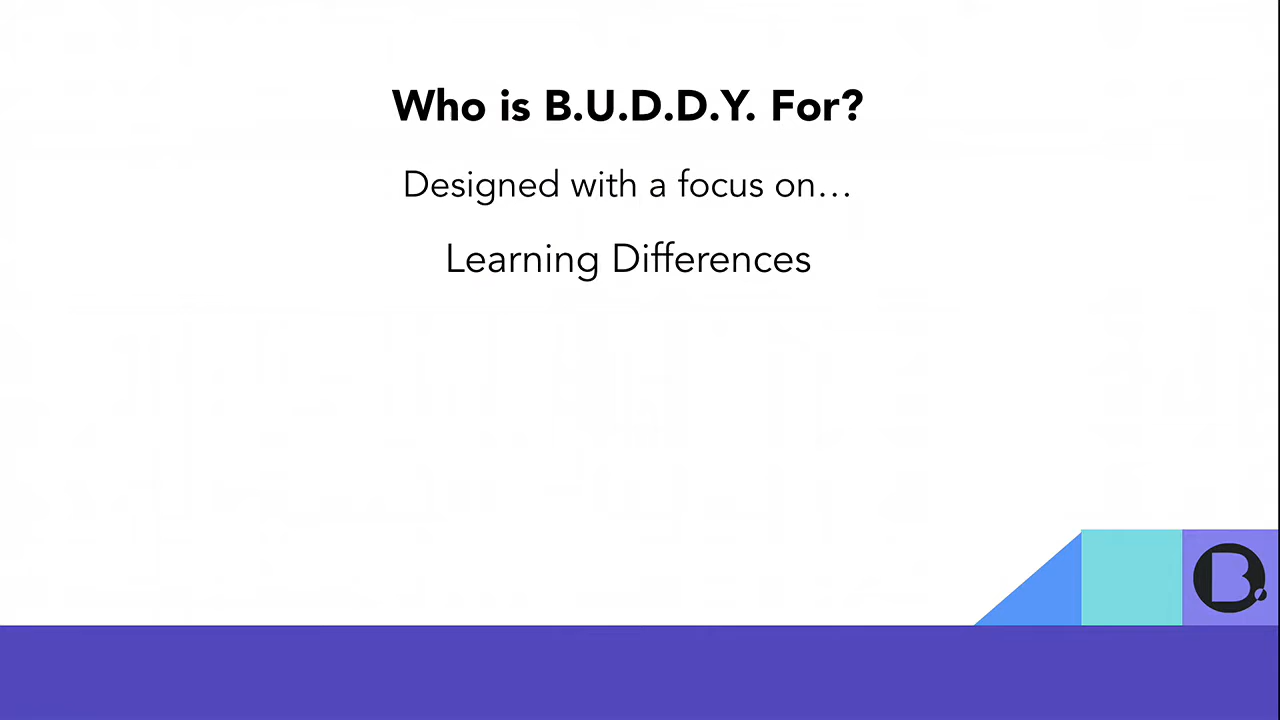 Who is B.U.D.D.Y. For?
Designed with a focus on…
Learning Differences
B.